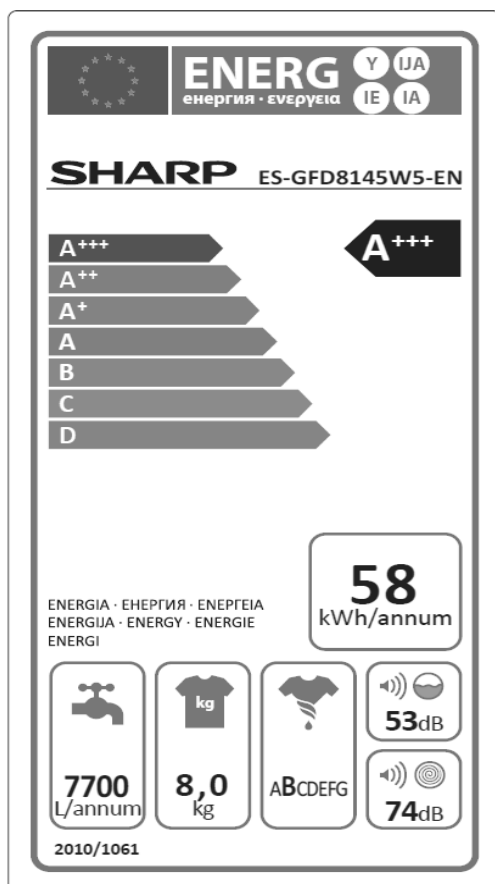 ENERG Y IJA
енергия · ενεργεια IE IA
SHARP ES-GFD8145W5-EN
A+++ A+++
A++
A+
A
B
C
D
58
kWh/annum
ENERGIA · ЕНЕРГИЯ · ΕΝΕΡΓΕΙΑ
ENERGIJA · ENERGY · ENERGIE
ENERGI
kg
7700
L/annum
8,0
kg
ABCDEFG
53dB
74dB
2010/1061